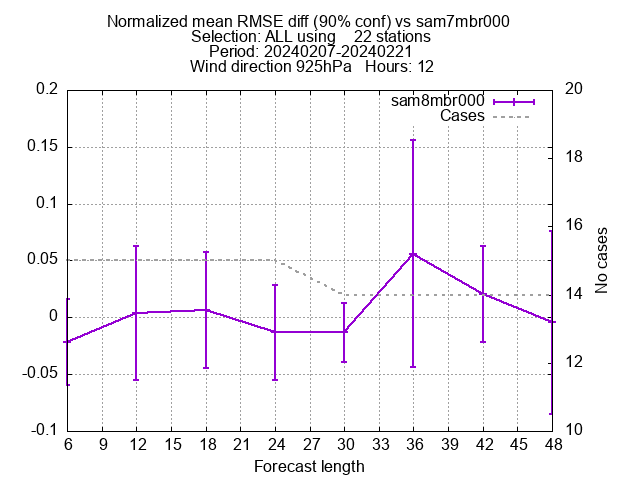 Normalized mean RMSE diff (90% conf) vs sam7mbr000
Selection: ALL using    22 stations
Period: 20240207-20240221
Wind direction 925hPa   Hours: 12
sam8mbr000
Cases
0.2
0.15
0.1
0.05
0
-0.05
-0.1
20
18
16
14
12
10
No cases
6 9 12 15 18 21 24 27 30 33 36 39 42 45 48
Forecast length